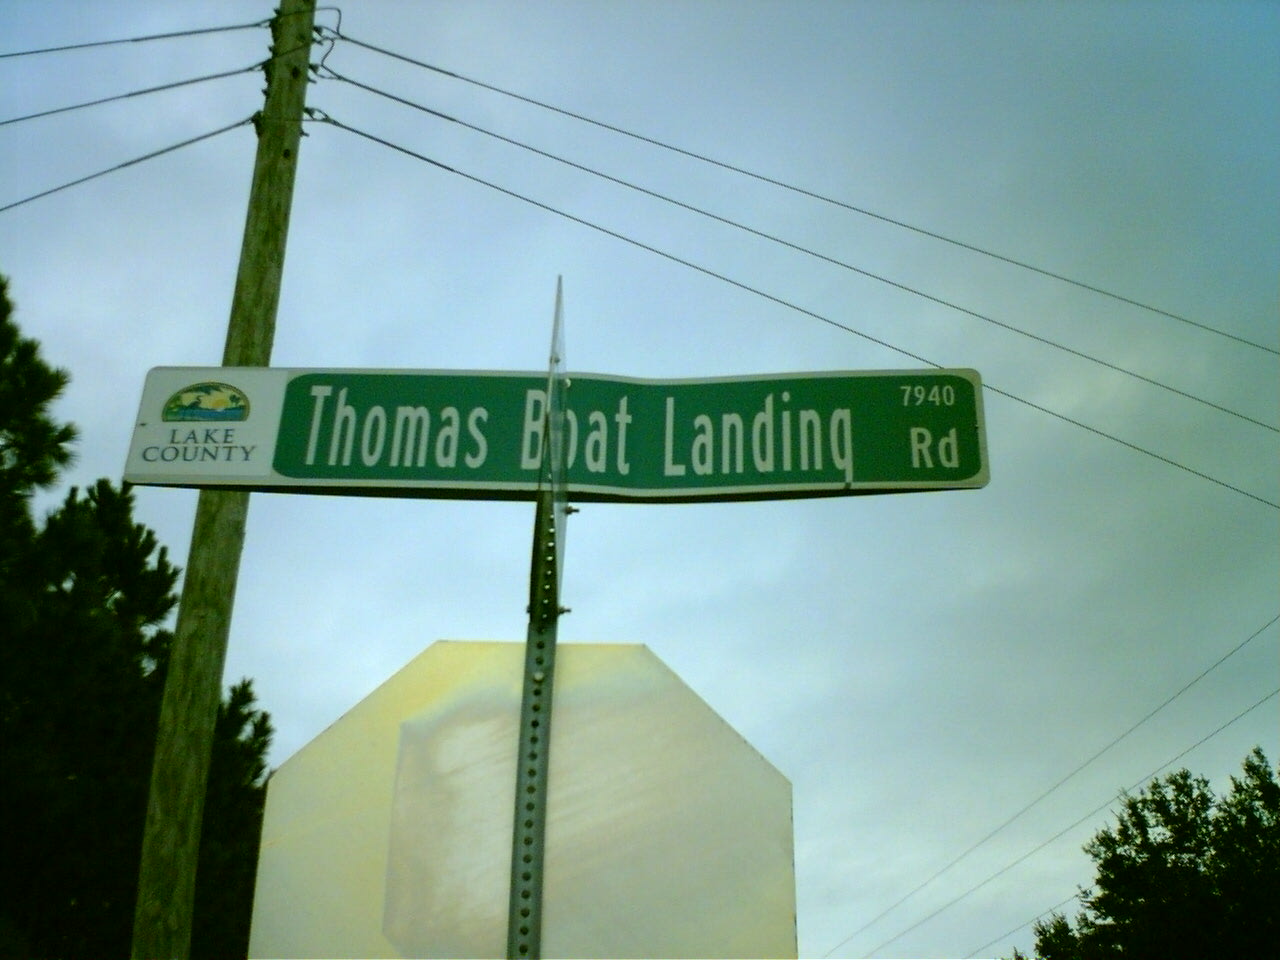 LAKE
COUNTY
Thomas Boat Landing
7940
Rd